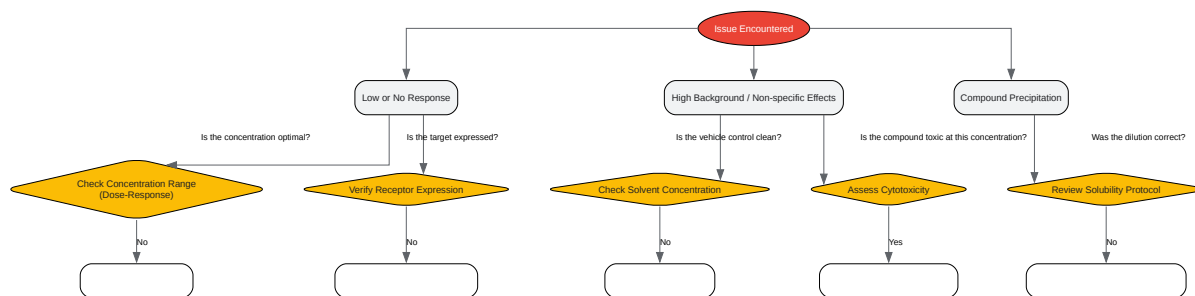 Issue Encountered
Low or No Response
High Background / Non-specific Effects
Compound Precipitation
Is the concentration optimal?
Is the target expressed?
Is the vehicle control clean?
Is the compound toxic at this concentration?
Was the dilution correct?
Check Concentration Range
(Dose-Response)
Verify Receptor Expression
Check Solvent Concentration
Assess Cytotoxicity
Review Solubility Protocol
No
No
No
Yes
No